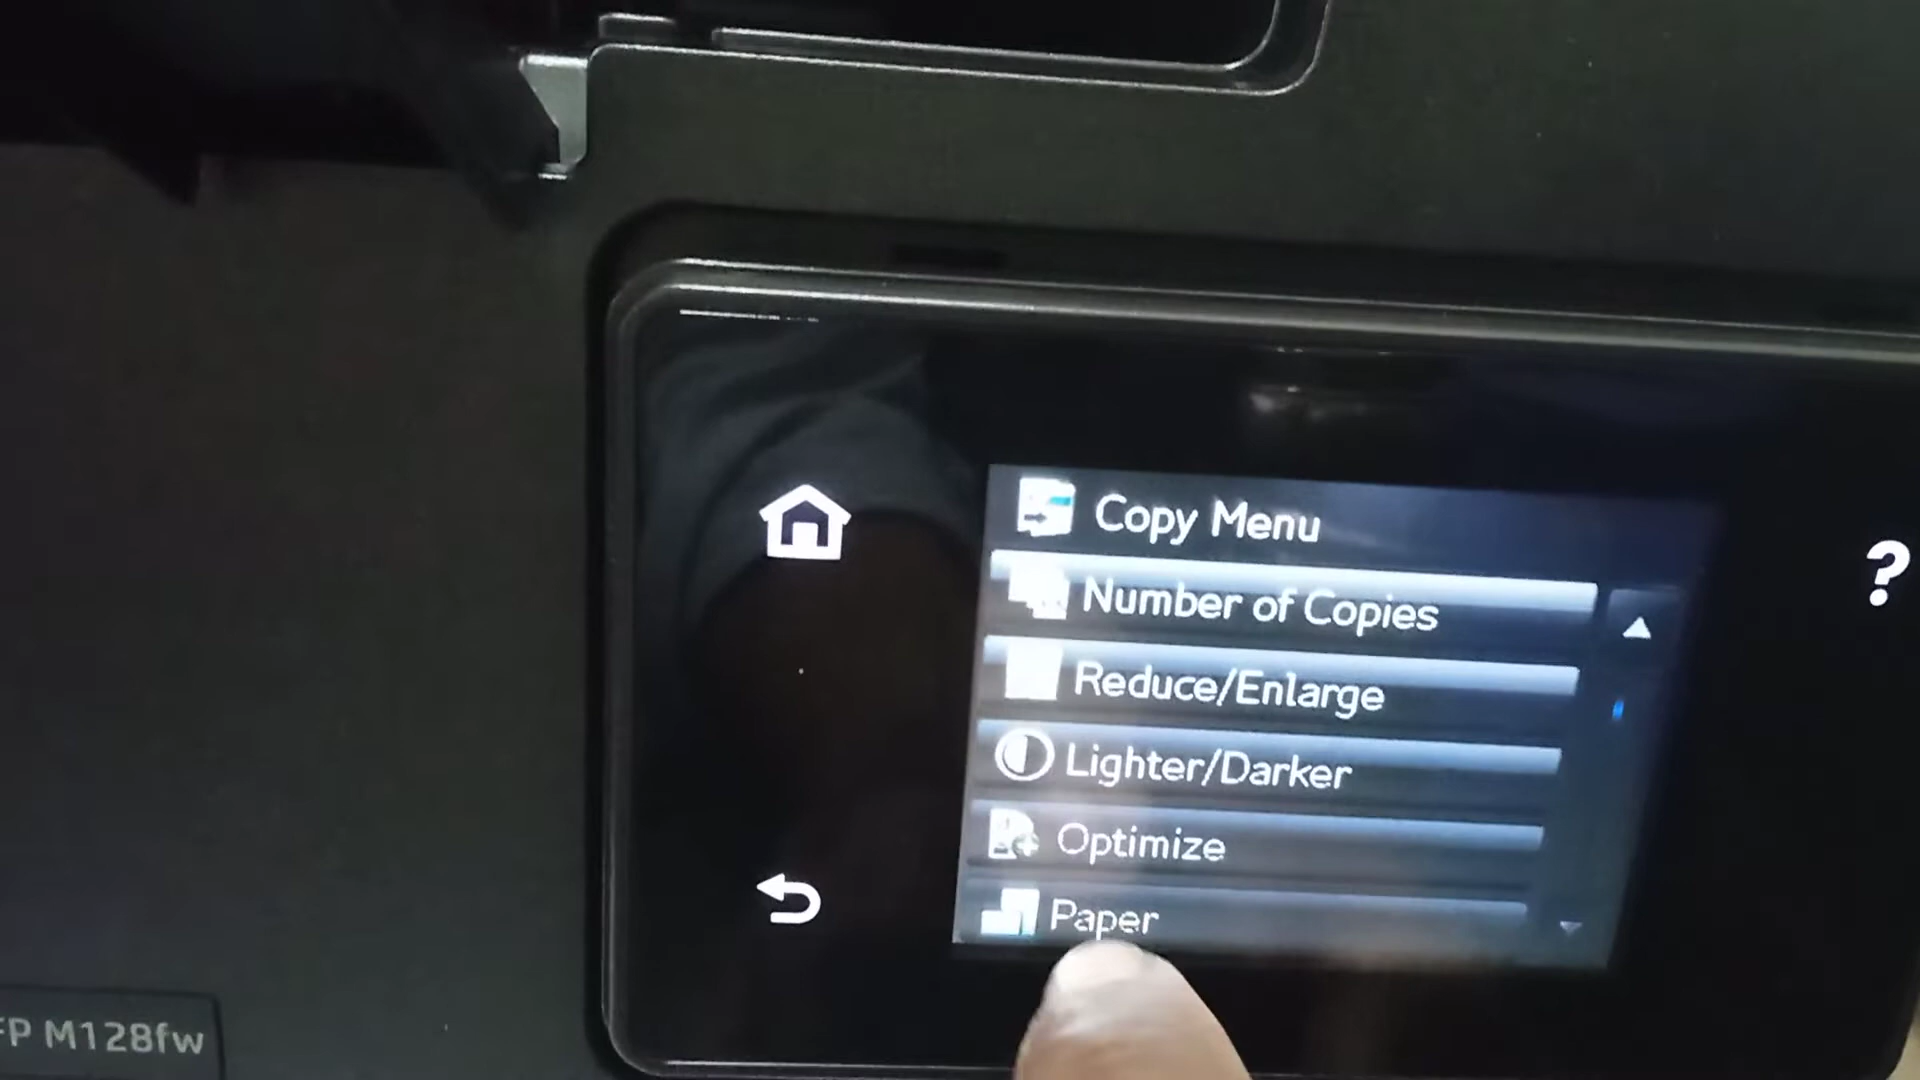 Copy Menu
Number of Copies
?
Reduce/Enlarge
Lighter/Darker
Optimize
Paper
FP M128fw